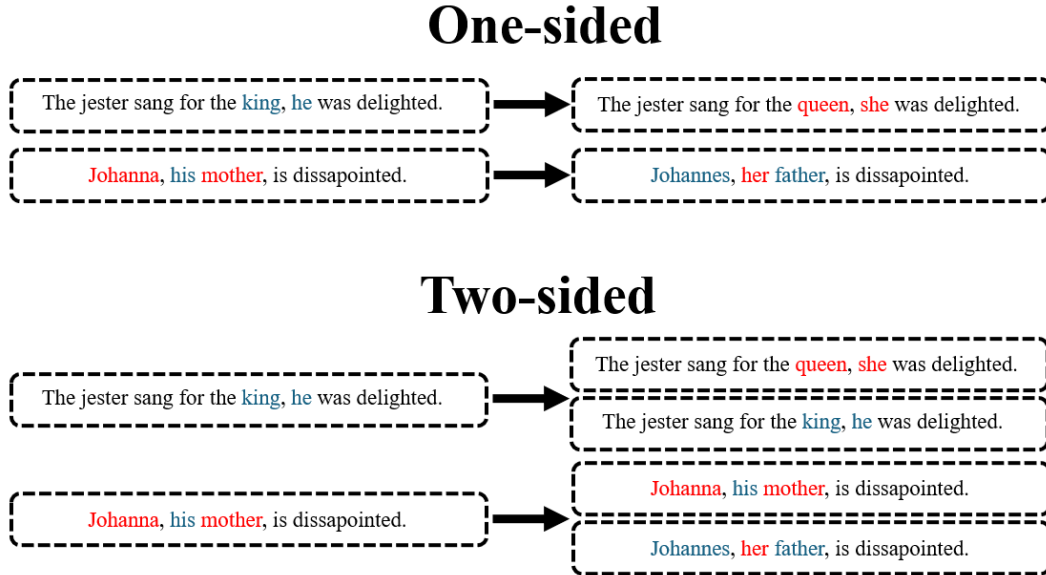 One-sided
The jester sang for the king, he was delighted.
The jester sang for the queen, she was delighted.
Johanna, his mother, is dissapointed.
Johannes, her father, is dissapointed.
Two-sided
The jester sang for the king, he was delighted.
The jester sang for the queen, she was delighted.
The jester sang for the king, he was delighted.
Johanna, his mother, is dissapointed.
Johanna, his mother, is dissapointed.
Johannes, her father, is dissapointed.